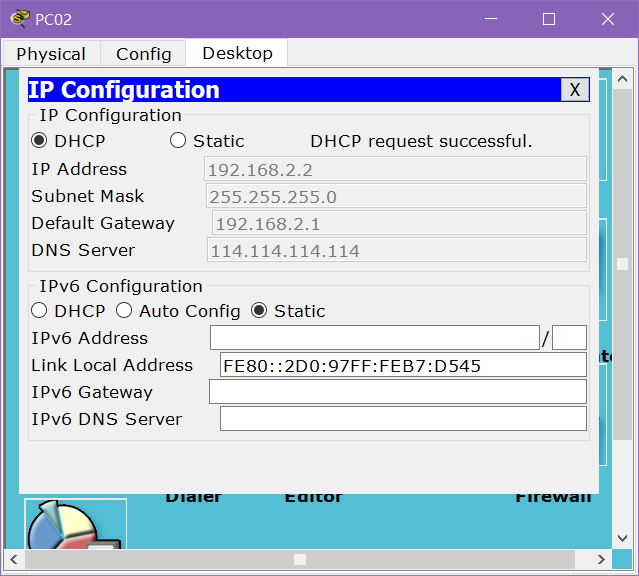 PC02
Physical Config Desktop
IP Configuration X
IP Configuration
DHCP Static DHCP request successful.
IP Address 192.168.2.2
Subnet Mask 255.255.255.0
Default Gateway 192.168.2.1
DNS Server 114.114.114.114
IPv6 Configuration
DHCP Auto Config Static
IPv6 Address /
Link Local Address FE80::2D0:97FF:FEB7:D545
IPv6 Gateway
IPv6 DNS Server
Dialer Editor Firewall